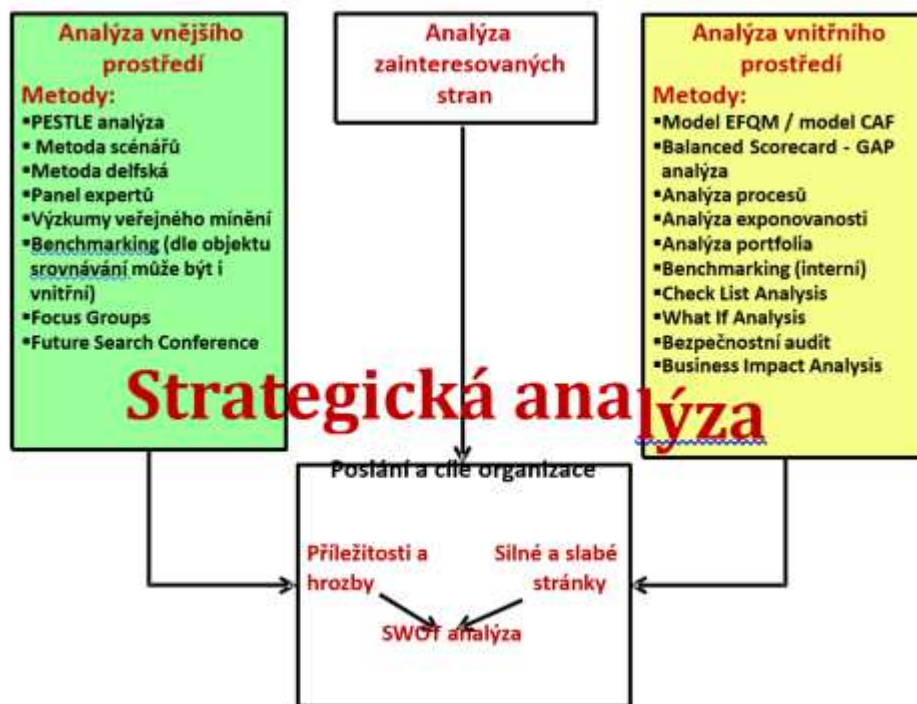 Analýza vnějšího
prostředí
Metody:
▪PESTLE analýza
▪ Metoda scénářů
▪Metoda delfská
▪Panel expertů
▪Výzkumy veřejného mínění
▪Benchmarking (dle objektu
srovnávání může být i
vnitřní)
▪Focus Groups
▪Future Search Conference
Analýza
zainteresovaných
stran
Analýza vnitřního
prostředí
Metody:
▪Model EFQM / model CAF
▪Balanced Scorecard - GAP
analýza
▪Analýza procesů
▪Analýza exponovanosti
▪Analýza portfolia
▪Benchmarking (interní)
▪Check List Analysis
▪What If Analysis
▪Bezpečnostní audit
▪Business Impact Analysis
Strategická analýza
Poslání a cíle organizace
Příležitosti a
hrozby
Silné a slabé
stránky
SWOT analýza